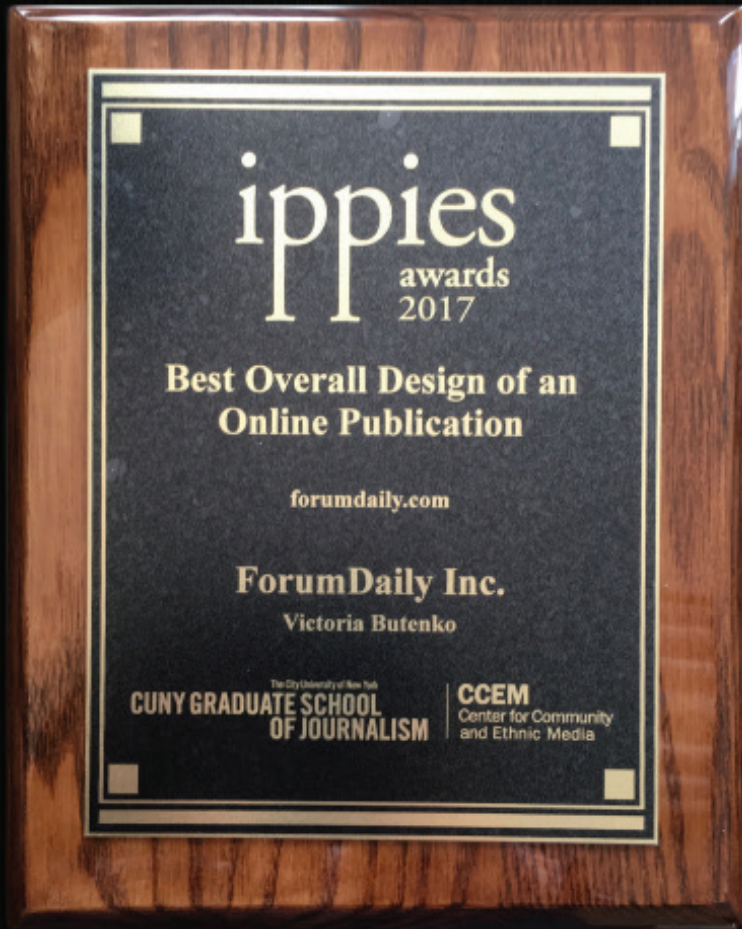 ippies
awards
2017
Best Overall Design of an
Online Publication
forumdaily.com
ForumDaily Inc.
Victoria Butenko
The City University of New York
CUNY GRADUATE SCHOOL
OF JOURNALISM
CCEM
Center for Community
and Ethnic Media